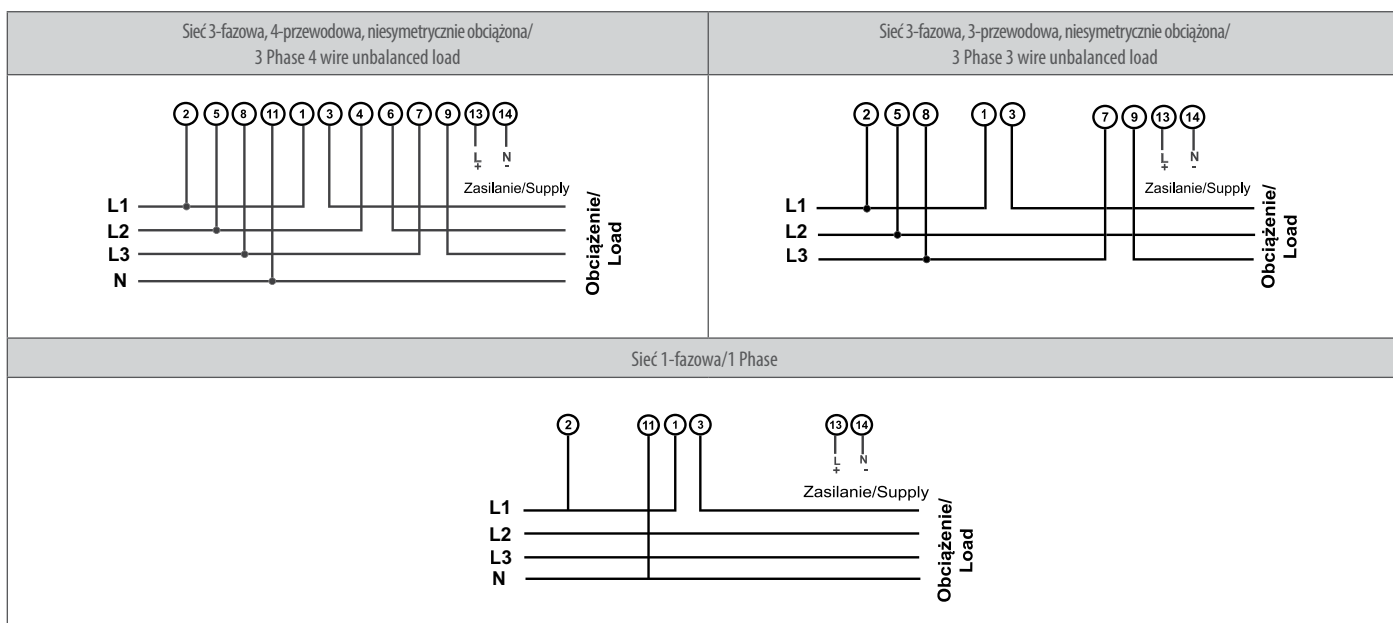 Sieć 3-fazowa, 4-przewodowa, niesymetrycznie obciążona/
3 Phase 4 wire unbalanced load
2 5 8 11 1 3 4 6 7 9 13 14
L N
+ -
Zasilanie/Supply
L1
L2
L3
N
Obciążenie/
Load
Sieć 3-fazowa, 3-przewodowa, niesymetrycznie obciążona/
3 Phase 3 wire unbalanced load
2 5 8 1 3 7 9 13 14
L N
+ -
Zasilanie/Supply
L1
L2
L3
Obciążenie/
Load
Sieć 1-fazowa/1 Phase
2 11 1 3 13 14
L N
+ -
Zasilanie/Supply
L1
L2
L3
N
Obciążenie/
Load